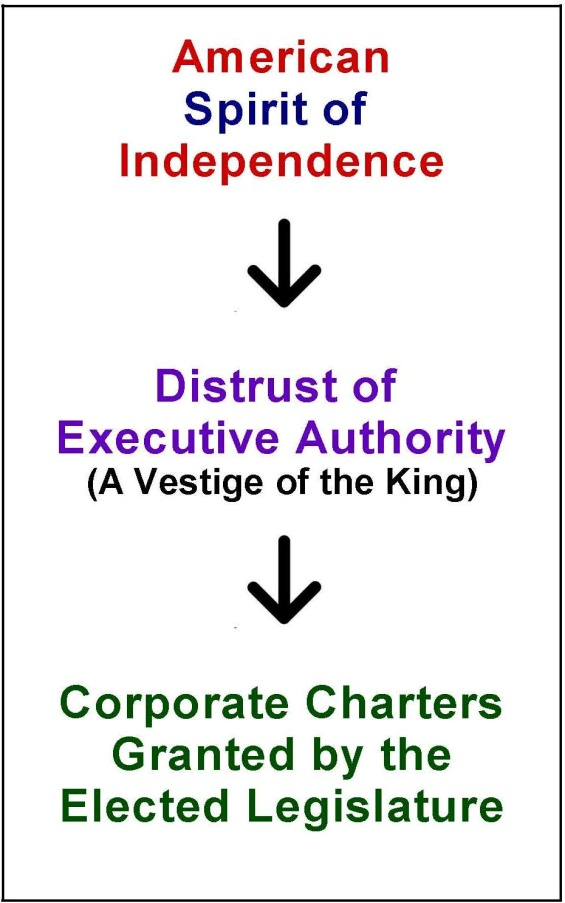 American
Spirit of
Independence
Distrust of
Executive Authority
(A Vestige of the King)
Corporate Charters
Granted by the
Elected Legislature